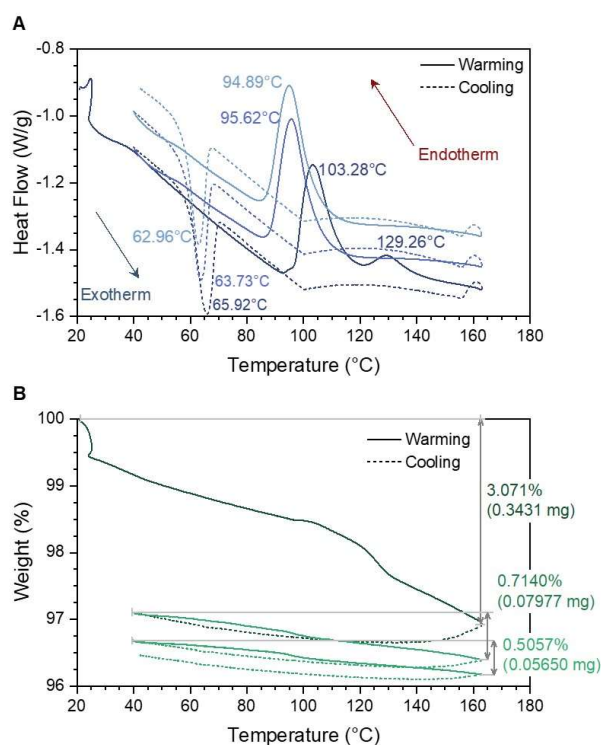 A
-0.8
-1.0
-1.2
-1.4
-1.6
Heat Flow (W/g)
94.89°C
95.62°C
103.28°C
129.26°C
62.96°C
63.73°C
65.92°C
Warming
Cooling
Endotherm
Exotherm
20 40 60 80 100 120 140 160 180
Temperature (°C)
B
100
99
98
97
96
Weight (%)
Warming
Cooling
3.071%
(0.3431 mg)
0.7140%
(0.07977 mg)
0.5057%
(0.05650 mg)
20 40 60 80 100 120 140 160 180
Temperature (°C)